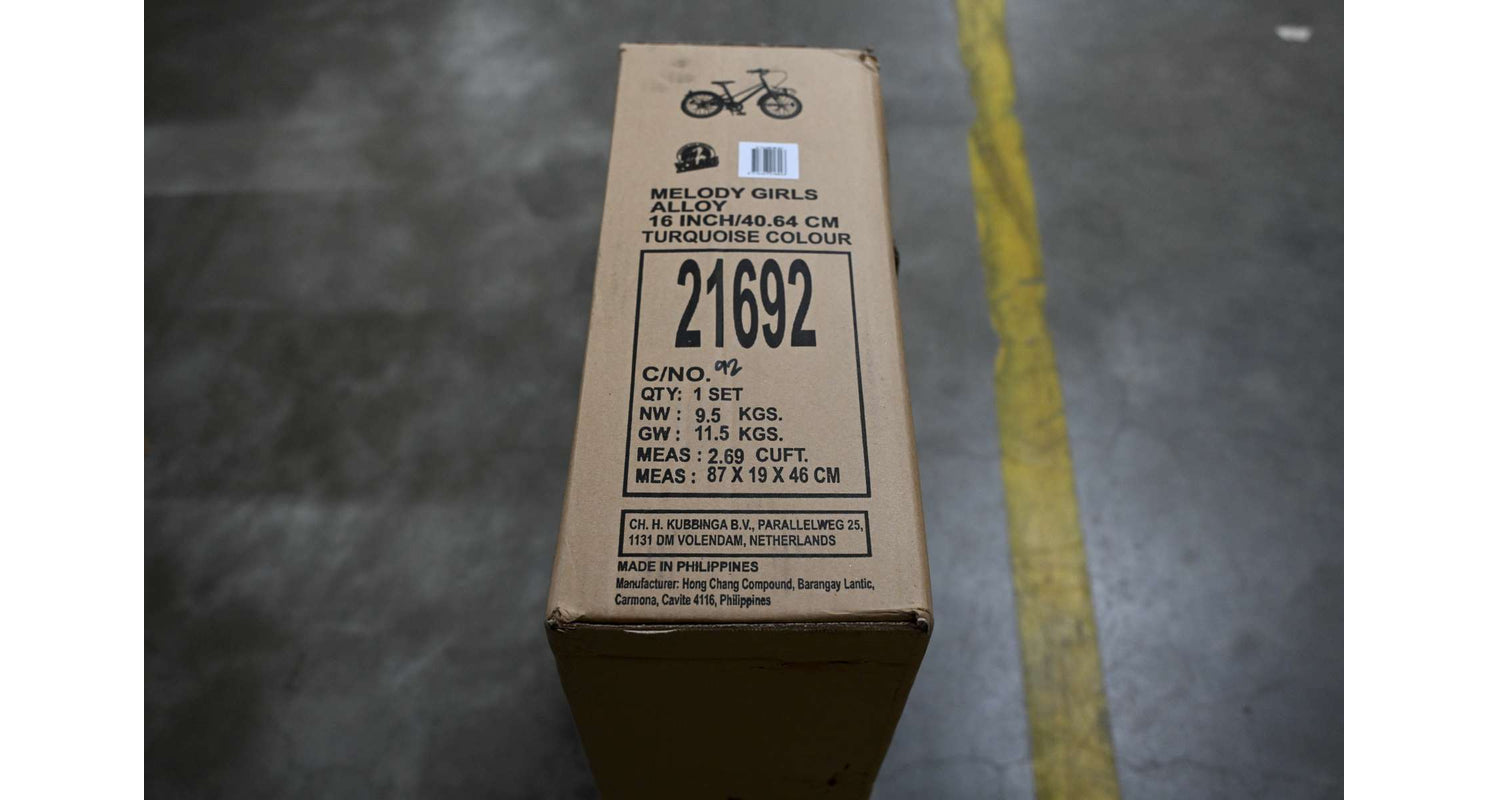 MELODY GIRLS
ALLOY
16 INCH/40.64 CM
TURQUOISE COLOUR
21692
C/NO. 92
QTY: 1 SET
NW : 9.5 KGS.
GW : 11.5 KGS.
MEAS : 2.69 CUFT.
MEAS : 87 X 19 X 46 CM
CH. H. KUBBINGA B.V., PARALLELWEG 25,
1131 DM VOLENDAM, NETHERLANDS
MADE IN PHILIPPINES
Manufacturer: Hong Chang Compound, Barangay Lantic,
Carmona, Cavite 4116, Philippines